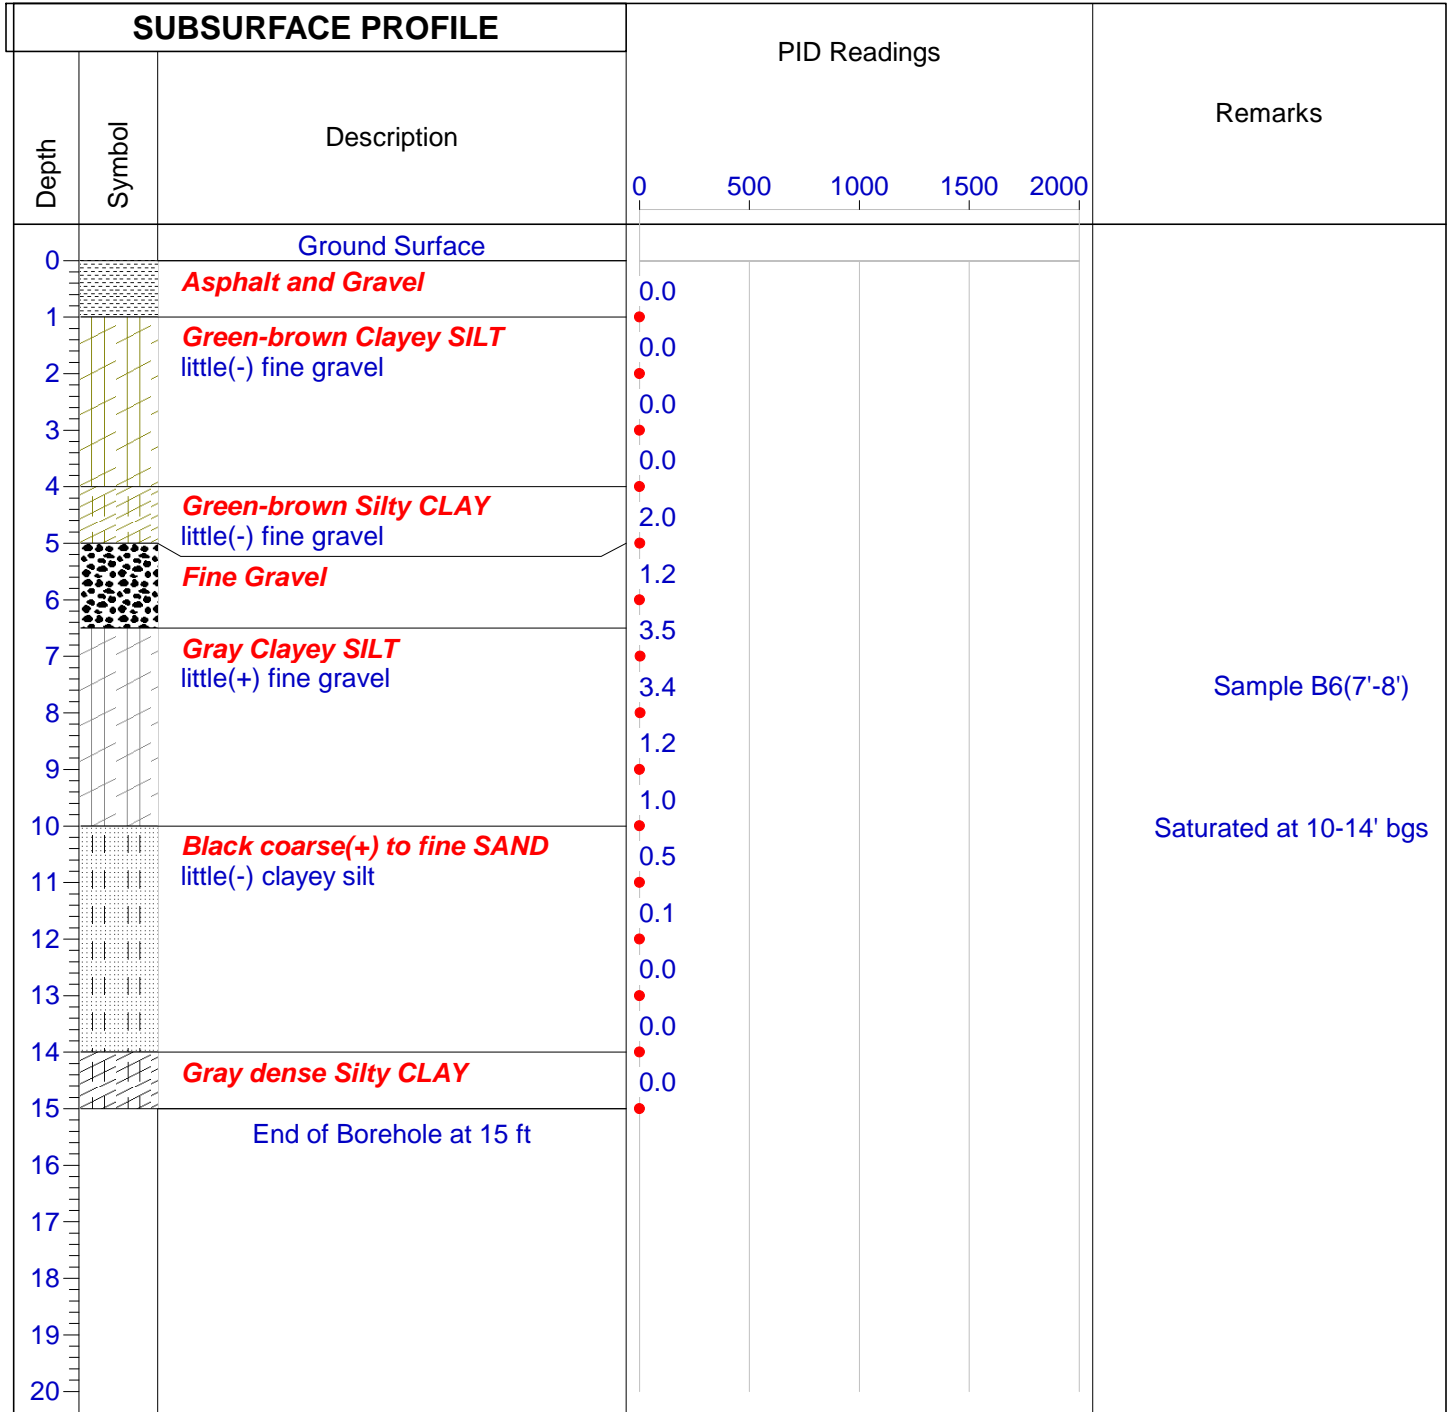 SUBSURFACE PROFILE
Depth
Symbol
Description
PID Readings
0 500 1000 1500 2000
Remarks
Ground Surface
0
Asphalt and Gravel
0.0
1
Green-brown Clayey SILT
little(-) fine gravel
0.0
2
0.0
3
0.0
4
Green-brown Silty CLAY
little(-) fine gravel
2.0
5
Fine Gravel
1.2
6
3.5
Gray Clayey SILT
little(+) fine gravel
7
3.4
Sample B6(7'-8')
8
1.2
9
1.0
10
Saturated at 10-14' bgs
Black coarse(+) to fine SAND
little(-) clayey silt
0.5
11
0.1
12
0.0
13
0.0
14
Gray dense Silty CLAY
0.0
15
End of Borehole at 15 ft
16
17
18
19
20